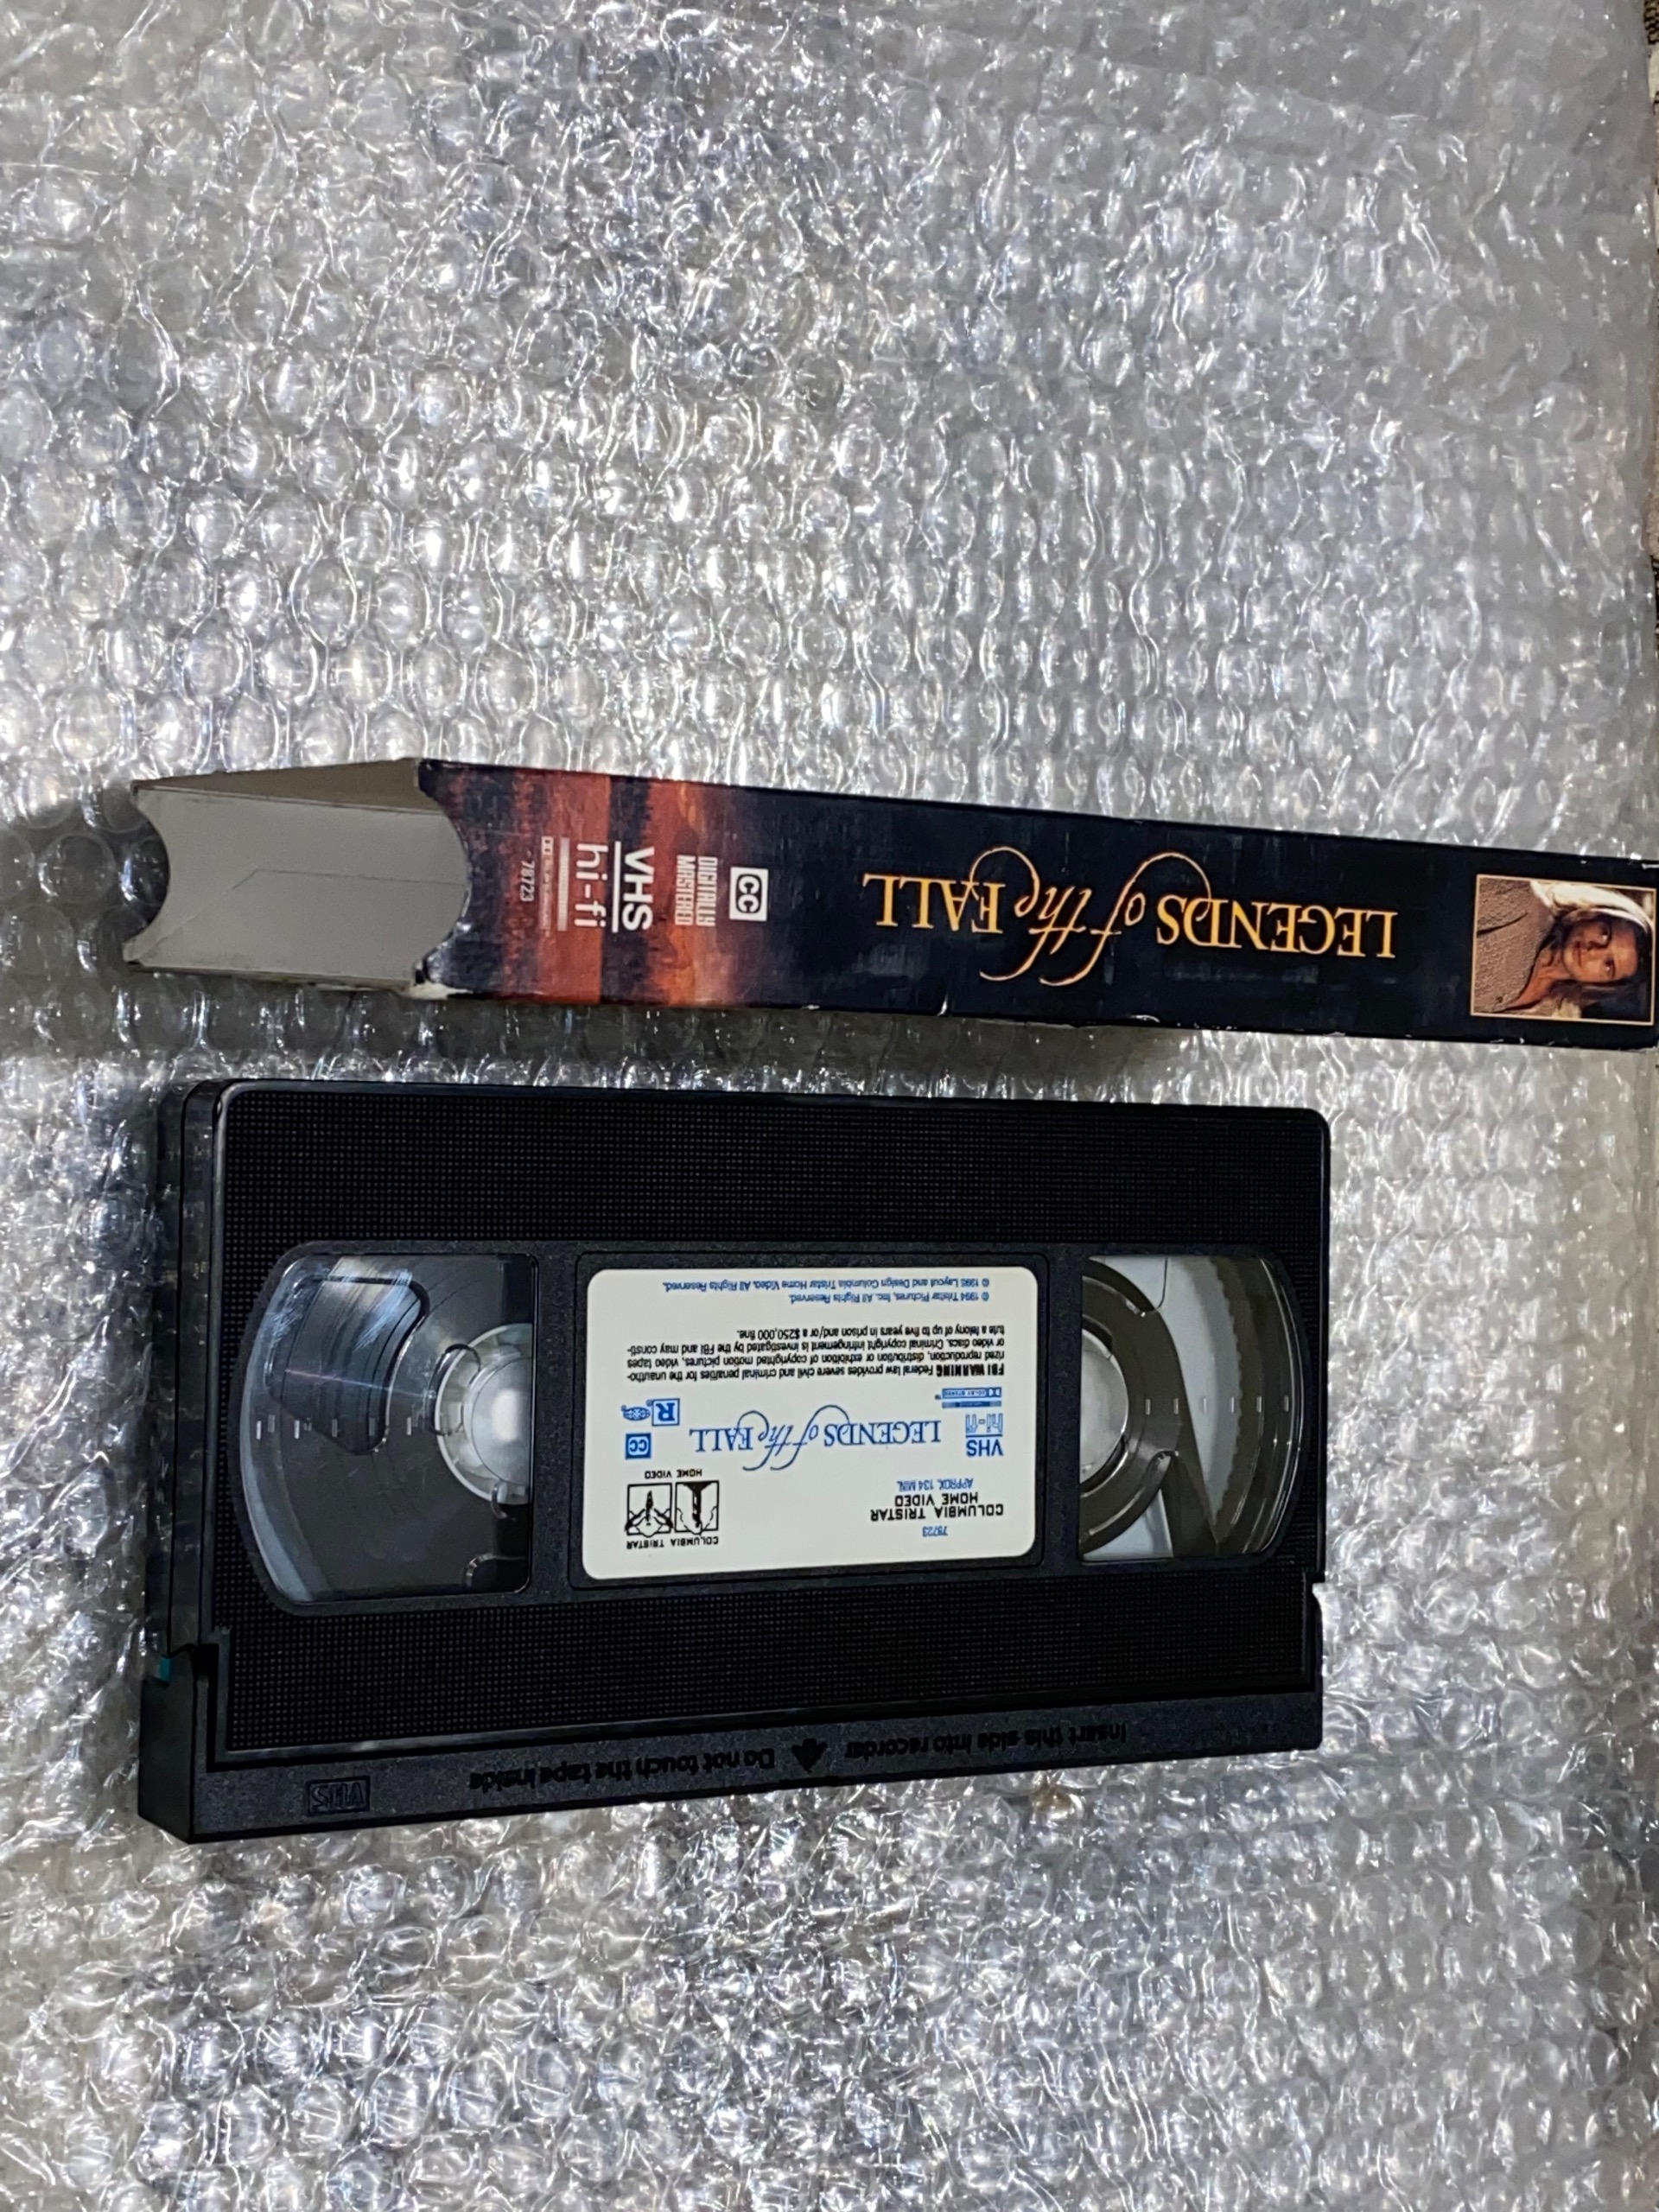 LEGENDS of the FALL
CC
DIGITALLY
MASTERED
VHS
hi-fi
78723
78723
COLUMBIA TRISTAR
HOME VIDEO
APPROX. 134 MIN.
COLUMBIA TRISTAR
HOME VIDEO
VHS
hi-fi
LEGENDS of the FALL
CC
R
DOLBY STEREO
FBI WARNING Federal law provides severe civil and criminal penalties for the unautho-
rized reproduction, distribution or exhibition of copyrighted motion pictures, video tapes
or video discs. Criminal copyright infringement is investigated by the FBI and may consti-
tute a felony of up to five years in prison and/or a $250,000 fine.
© 1994 Tristar Pictures, Inc. All Rights Reserved.
© 1995 Layout and Design Columbia Tristar Home Video. All Rights Reserved.
Insert this side into recorder Do not touch the tape inside
VHS